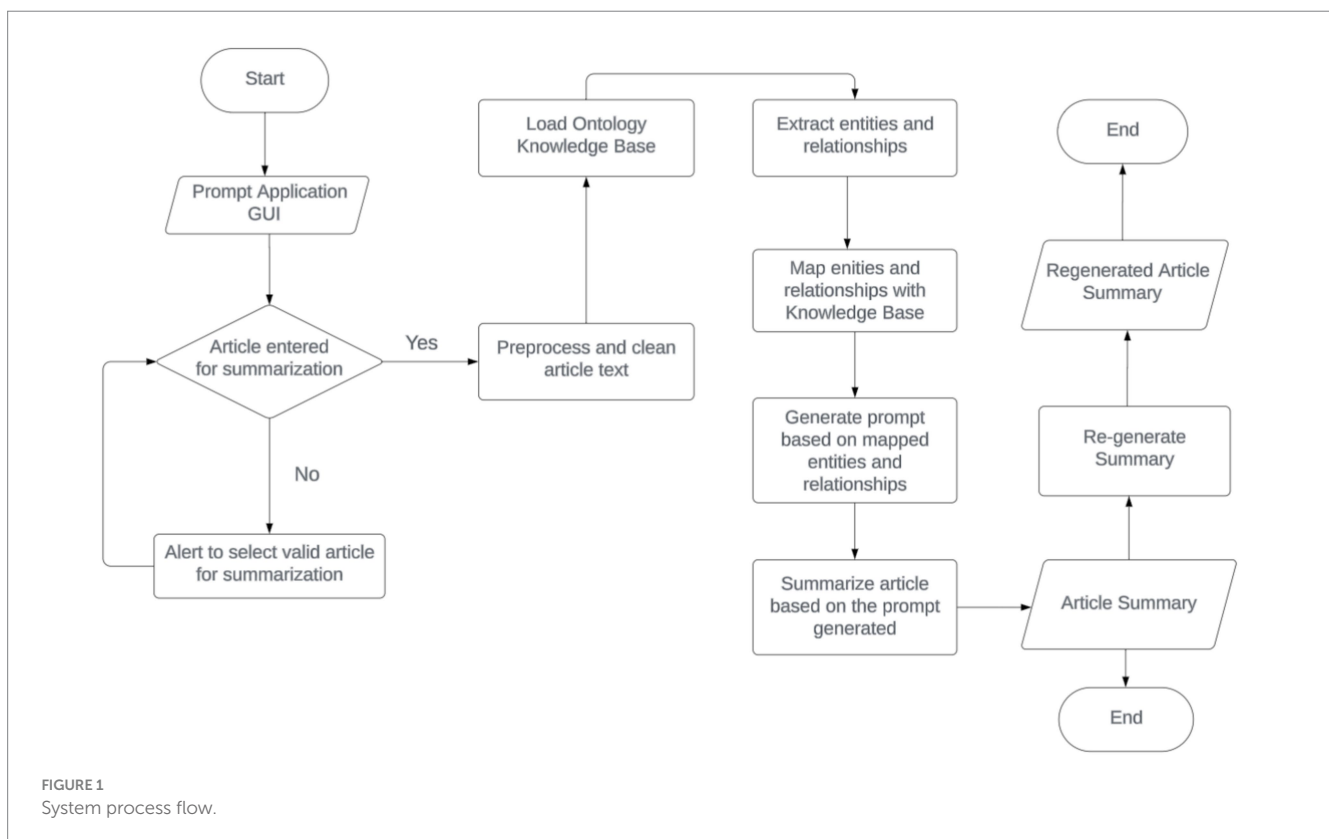 Start
Prompt Application
GUI
Article entered
for summarization
Yes
No
Alert to select valid article
for summarization
Preprocess and clean
article text
Load Ontology
Knowledge Base
Extract entities and
relationships
Map enities and
relationships with
Knowledge Base
Generate prompt
based on mapped
entities and
relationships
Summarize article
based on the prompt
generated
Article Summary
Re-generate
Summary
Regenerated Article
Summary
End
End
FIGURE 1
System process flow.